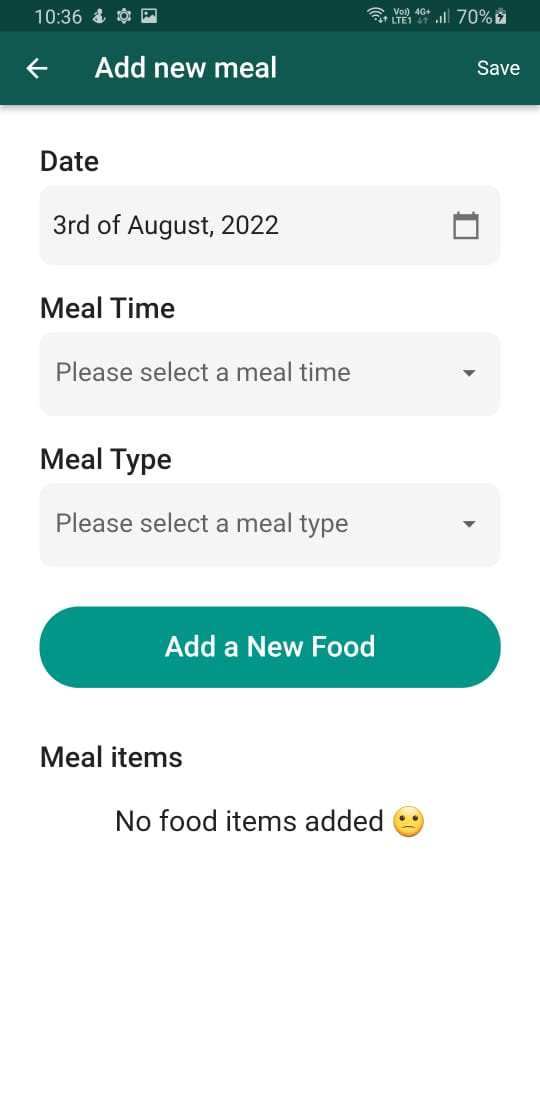 10:36 Vo)) LTE1 4G+ 70%
Add new meal Save
Date
3rd of August, 2022
Meal Time
Please select a meal time
Meal Type
Please select a meal type
Add a New Food
Meal items
No food items added 😕